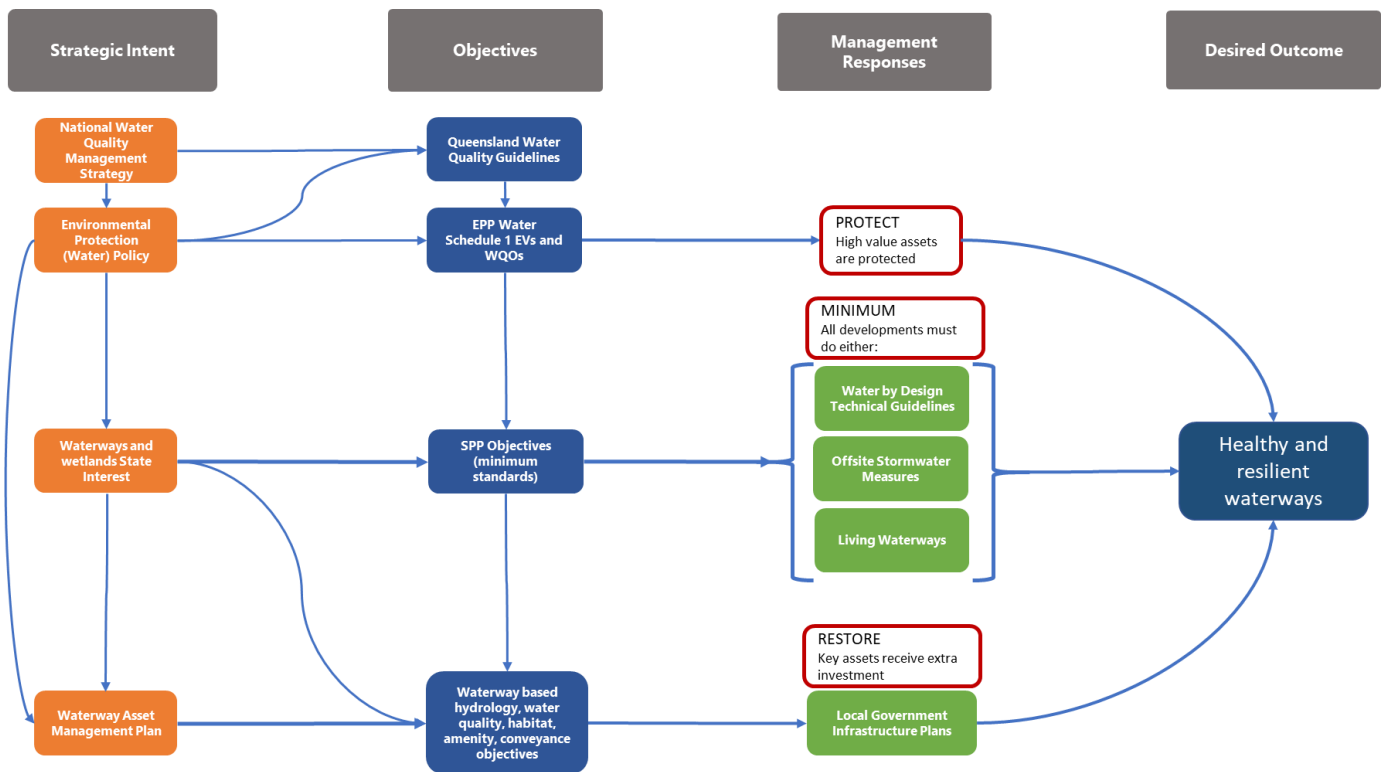 Strategic Intent
Objectives
Management
Responses
Desired Outcome
National Water
Quality
Management
Strategy
Queensland Water
Quality Guidelines
Environmental
Protection
(Water) Policy
EPP Water
Schedule 1 EVs and
WQOs
PROTECT
High value assets
are protected
MINIMUM
All developments must
do either:
Water by Design
Technical Guidelines
Waterways and
wetlands State
Interest
SPP Objectives
(minimum
standards)
Offsite Stormwater
Measures
Living Waterways
Healthy and
resilient
waterways
RESTORE
Key assets receive extra
investment
Waterway Asset
Management Plan
Waterway based
hydrology, water
quality, habitat,
amenity, conveyance
objectives
Local Government
Infrastructure Plans